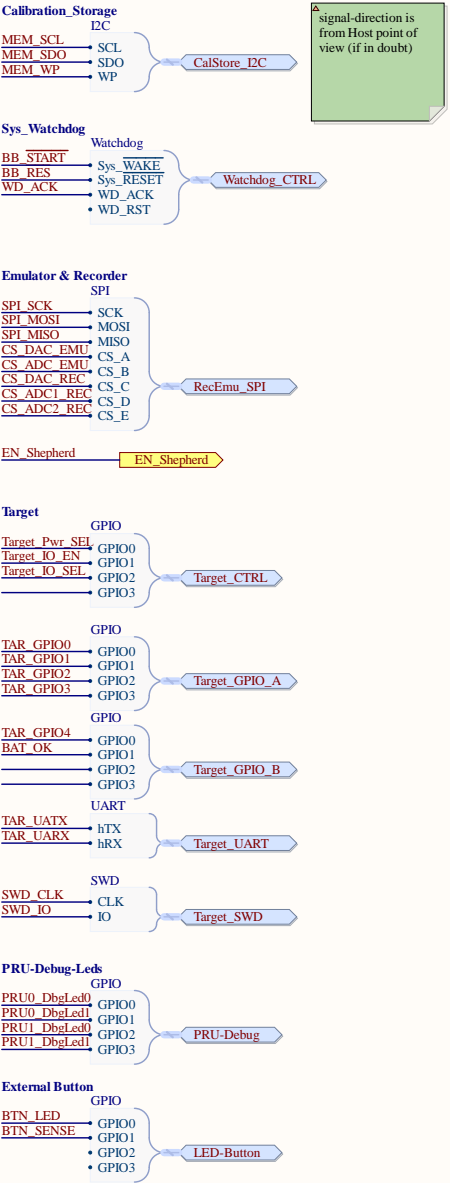 Calibration_Storage
I2C
MEM_SCL SCL
MEM_SDO SDO CalStore_I2C
MEM_WP WP
signal-direction is
from Host point of
view (if in doubt)
Sys_Watchdog
Watchdog
BB_START Sys_WAKE
BB_RES Sys_RESET Watchdog_CTRL
WD_ACK WD_ACK
WD_RST
Emulator & Recorder
SPI
SPI_SCK SCK
SPI_MOSI MOSI
SPI_MISO MISO
CS_DAC_EMU CS_A
CS_ADC_EMU CS_B
CS_DAC_REC CS_C RecEmu_SPI
CS_ADC1_REC CS_D
CS_ADC2_REC CS_E
EN_Shepherd EN_Shepherd
Target
GPIO
Target_Pwr_SEL GPIO0
Target_IO_EN GPIO1
Target_IO_SEL GPIO2 Target_CTRL
GPIO3
GPIO
TAR_GPIO0 GPIO0
TAR_GPIO1 GPIO1
TAR_GPIO2 GPIO2 Target_GPIO_A
TAR_GPIO3 GPIO3
GPIO
TAR_GPIO4 GPIO0
BAT_OK GPIO1
GPIO2 Target_GPIO_B
GPIO3
UART
TAR_UATX hTX
TAR_UARX hRX Target_UART
SWD
SWD_CLK CLK
SWD_IO IO Target_SWD
PRU-Debug-Leds
GPIO
PRU0_DbgLed0 GPIO0
PRU0_DbgLed1 GPIO1
PRU1_DbgLed0 GPIO2 PRU-Debug
PRU1_DbgLed1 GPIO3
External Button
GPIO
BTN_LED GPIO0
BTN_SENSE GPIO1
GPIO2 LED-Button
GPIO3